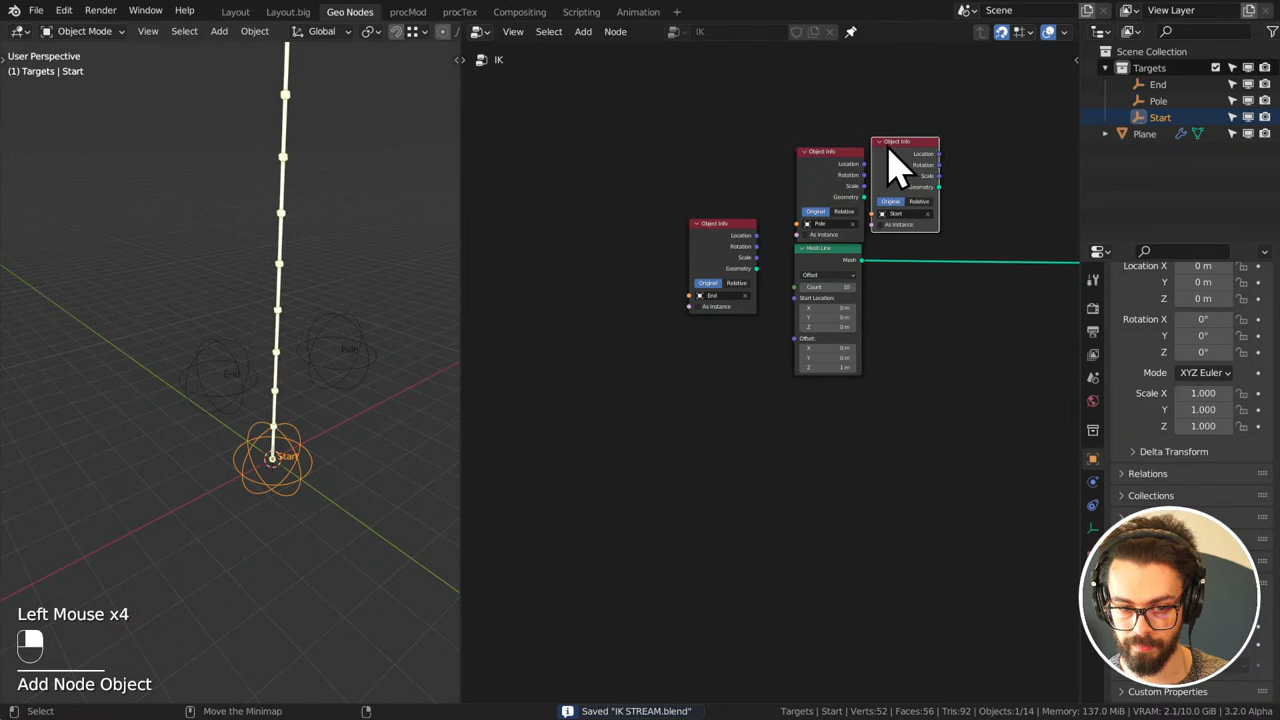 File Edit Render Window Help Layout Layout.big Geo Nodes procMod procTex Compositing Scripting Animation + Scene View Layer
Object Mode View Select Add Object Global View Select Add Node IK
User Perspective
(1) Targets | Start
IK
Scene Collection
Targets
End
Pole
Start
Plane
Object Info
Location
Rotation
Scale
Geometry
Original Relative
Pole
As Instance
Object Info
Location
Rotation
Scale
Geometry
Original Relative
Start
As Instance
Object Info
Location
Rotation
Scale
Geometry
Original Relative
End
As Instance
Mesh Line
Mesh
Offset
Count 10
Start Location:
X 0 m
Y 0 m
Z 0 m
Offset:
X 0 m
Y 0 m
Z 1 m
End
Pole
Start
Location X 0 m
Y 0 m
Z 0 m
Rotation X 0°
Y 0°
Z 0°
Mode XYZ Euler
Scale X 1.000
Y 1.000
Z 1.000
Delta Transform
Relations
Collections
Custom Properties
Left Mouse x4
Add Node Object
Select Move the Minimap Saved "IK STREAM.blend" Targets | Start | Verts:52 | Faces:56 | Tris:92 | Objects:1/14 | Memory: 137.0 MiB | VRAM: 2.1/10.0 GiB | 3.2.0 Alpha